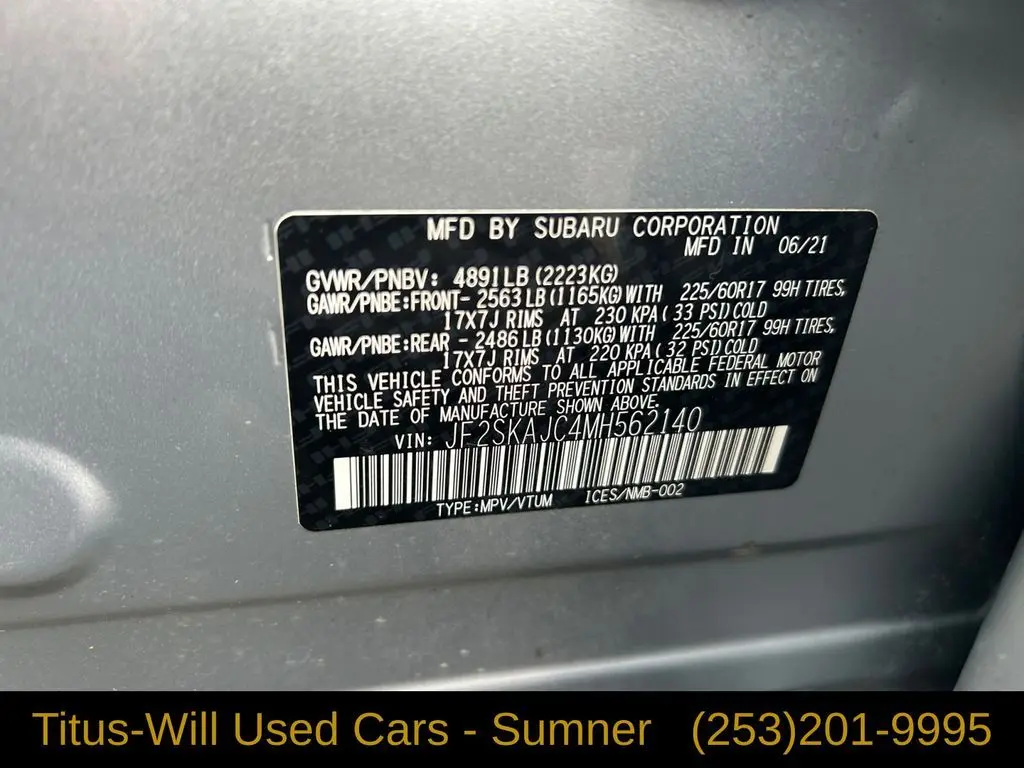 MFD BY SUBARU CORPORATION
MFD IN 06/21
GVWR/PNBV: 4891LB(2223KG)
GAWR/PNBE:FRONT- 2563LB(1165KG)WITH 225/60R17 99H TIRES,
17X7J RIMS AT 230 KPA( 33 PSI)COLD
GAWR/PNBE:REAR - 2486LB(1130KG)WITH 225/60R17 99H TIRES,
17X7J RIMS AT 220 KPA( 32 PSI)COLD
THIS VEHICLE CONFORMS TO ALL APPLICABLE FEDERAL MOTOR
VEHICLE SAFETY AND THEFT PREVENTION STANDARDS IN EFFECT ON
THE DATE OF MANUFACTURE SHOWN ABOVE.
VIN: JF2SKAJC4MH562140
TYPE:MPV/VTUM ICES/NMB-002
Titus-Will Used Cars - Sumner (253)201-9995